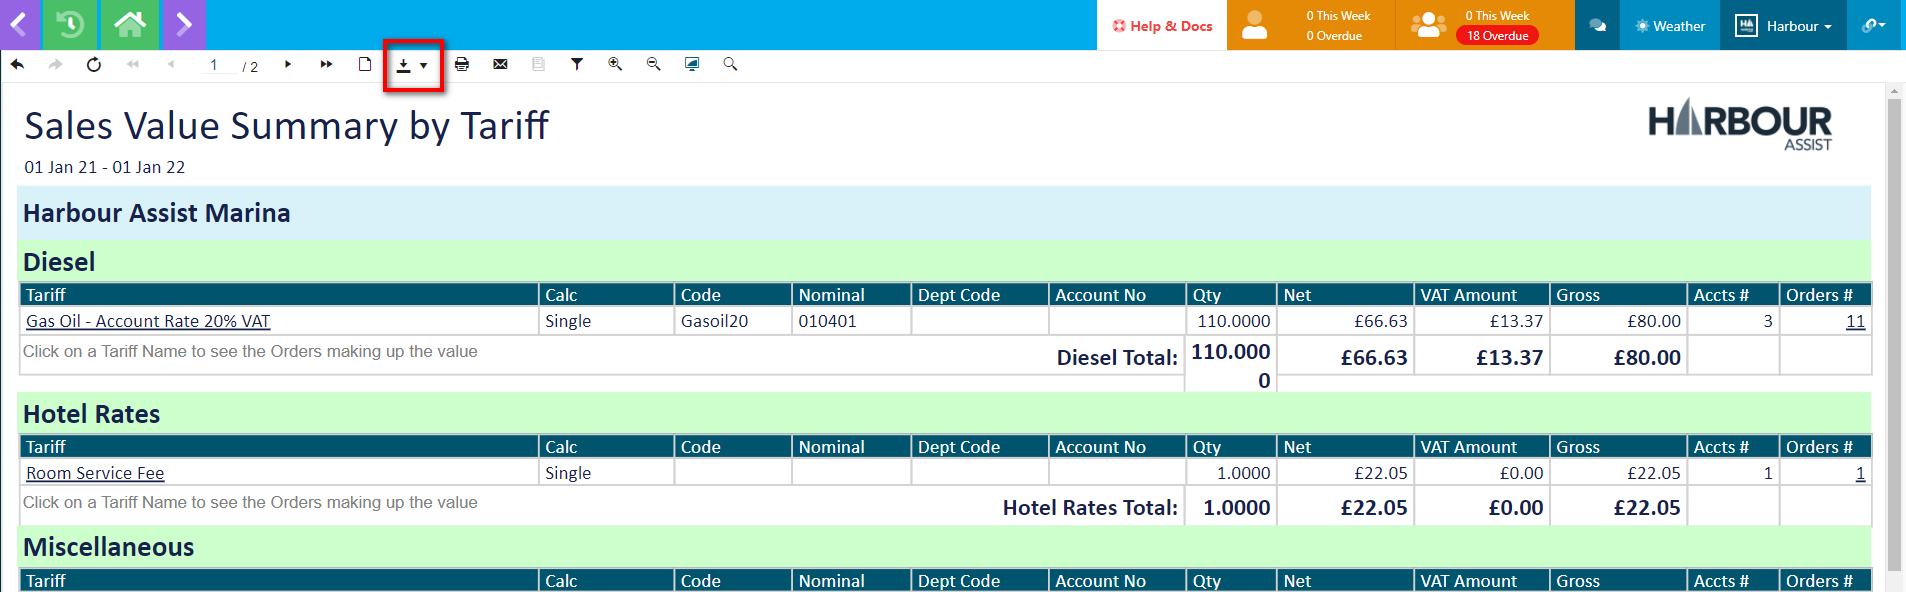 Help & Docs
0 This Week
0 Overdue
0 This Week
18 Overdue
Weather
Harbour
1 / 2
Sales Value Summary by Tariff
HARBOUR
ASSIST
01 Jan 21 - 01 Jan 22
Harbour Assist Marina
Diesel
Tariff Calc Code Nominal Dept Code Account No Qty Net VAT Amount Gross Accts # Orders #
Gas Oil - Account Rate 20% VAT Single Gasoil20 010401 110.0000 £66.63 £13.37 £80.00 3 11
Click on a Tariff Name to see the Orders making up the value
Diesel Total: 110.000 £66.63 £13.37 £80.00
0
Hotel Rates
Tariff Calc Code Nominal Dept Code Account No Qty Net VAT Amount Gross Accts # Orders #
Room Service Fee Single 1.0000 £22.05 £0.00 £22.05 1 1
Click on a Tariff Name to see the Orders making up the value
Hotel Rates Total: 1.0000 £22.05 £0.00 £22.05
Miscellaneous
Tariff Calc Code Nominal Dept Code Account No Qty Net VAT Amount Gross Accts # Orders #